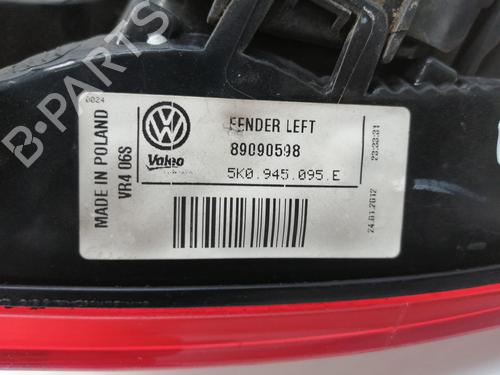 B-PARTS
0024
MADE IN POLAND
VR4 06S
Valeo
FENDER LEFT
89090598
5K0.945.095.E
23:33:31
24.01.2012